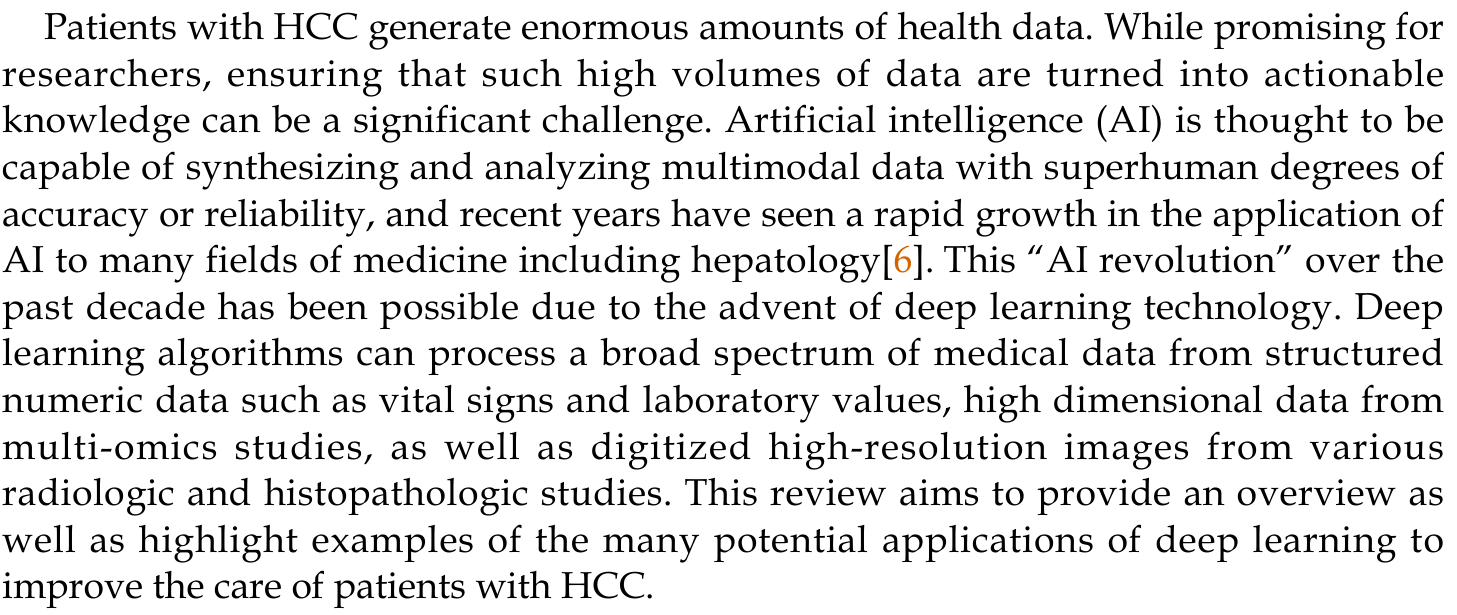 Patients with HCC generate enormous amounts of health data. While promising for
researchers, ensuring that such high volumes of data are turned into actionable
knowledge can be a significant challenge. Artificial intelligence (AI) is thought to be
capable of synthesizing and analyzing multimodal data with superhuman degrees of
accuracy or reliability, and recent years have seen a rapid growth in the application of
AI to many fields of medicine including hepatology[6]. This “AI revolution” over the
past decade has been possible due to the advent of deep learning technology. Deep
learning algorithms can process a broad spectrum of medical data from structured
numeric data such as vital signs and laboratory values, high dimensional data from
multi-omics studies, as well as digitized high-resolution images from various
radiologic and histopathologic studies. This review aims to provide an overview as
well as highlight examples of the many potential applications of deep learning to
improve the care of patients with HCC.